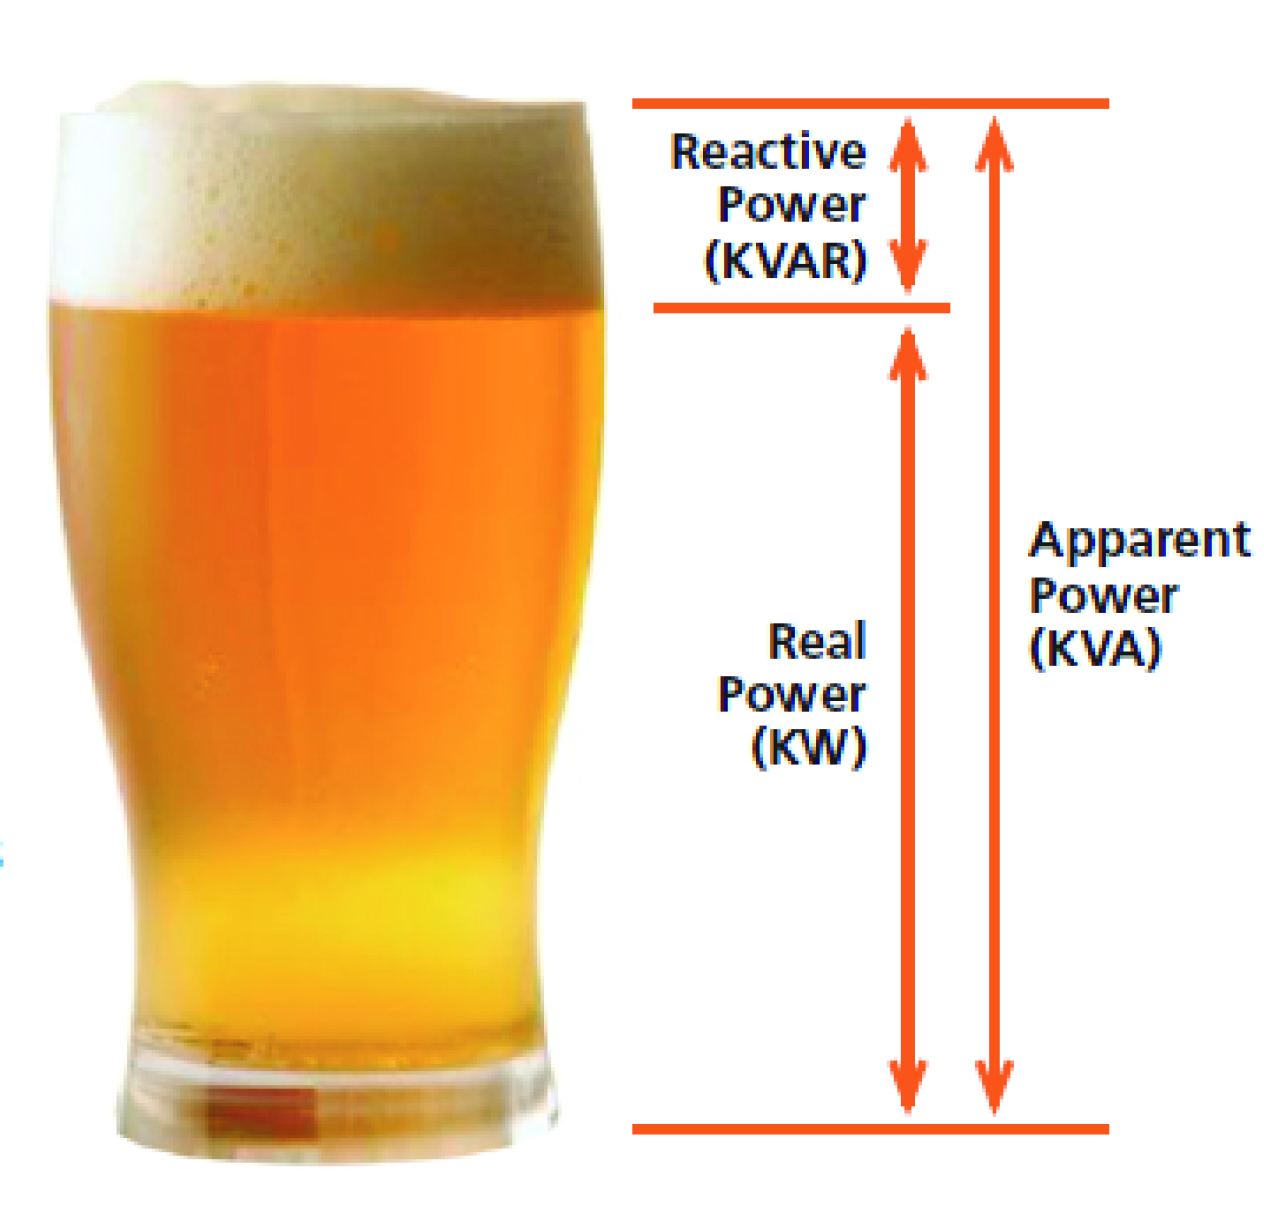 Reactive
Power
(KVAR)
Apparent
Power
(KVA)
Real
Power
(KW)